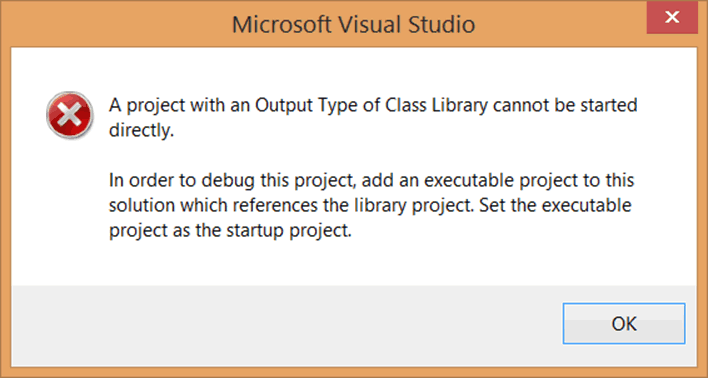 Microsoft Visual Studio
A project with an Output Type of Class Library cannot be started
directly.
In order to debug this project, add an executable project to this
solution which references the library project. Set the executable
project as the startup project.
OK